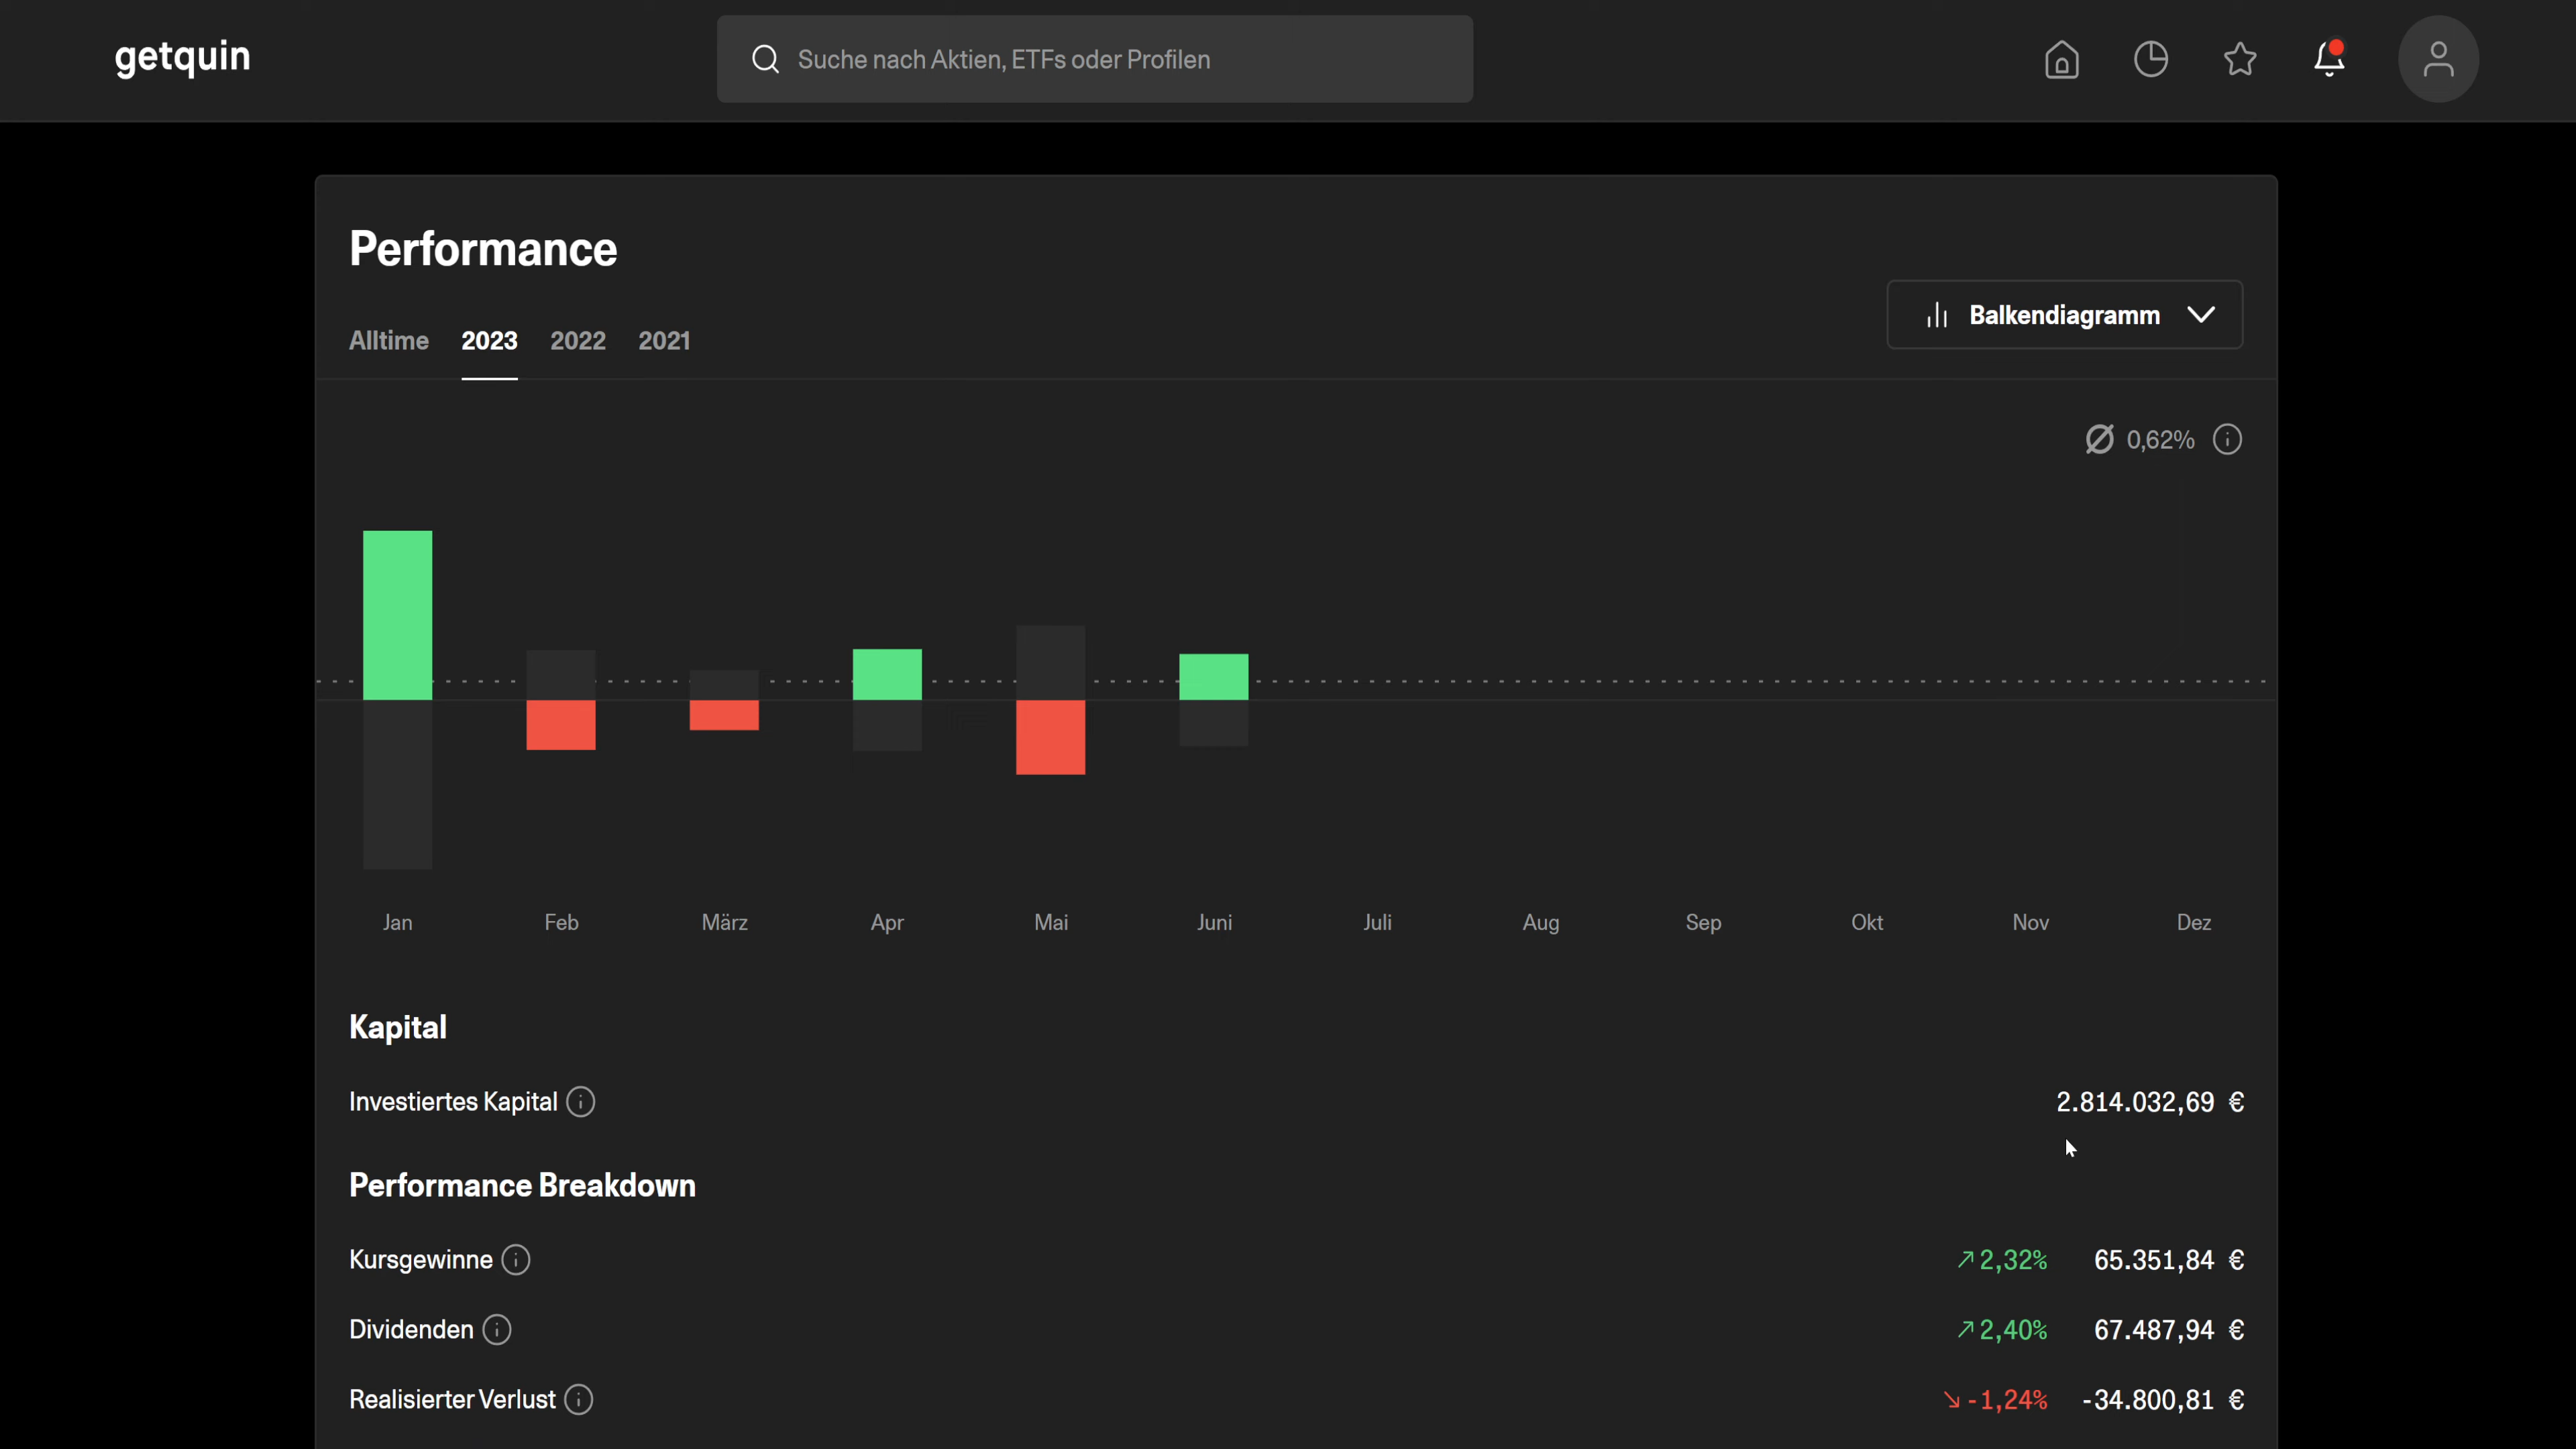 getquin
Suche nach Aktien, ETFs oder Profilen
Performance
Balkendiagramm
Alltime 2023 2022 2021
Ø 0,62%
Jan Feb März Apr Mai Juni Juli Aug Sep Okt Nov Dez
Kapital
Investiertes Kapital 2.814.032,69 €
Performance Breakdown
Kursgewinne 2,32% 65.351,84 €
Dividenden 2,40% 67.487,94 €
Realisierter Verlust -1,24% -34.800,81 €